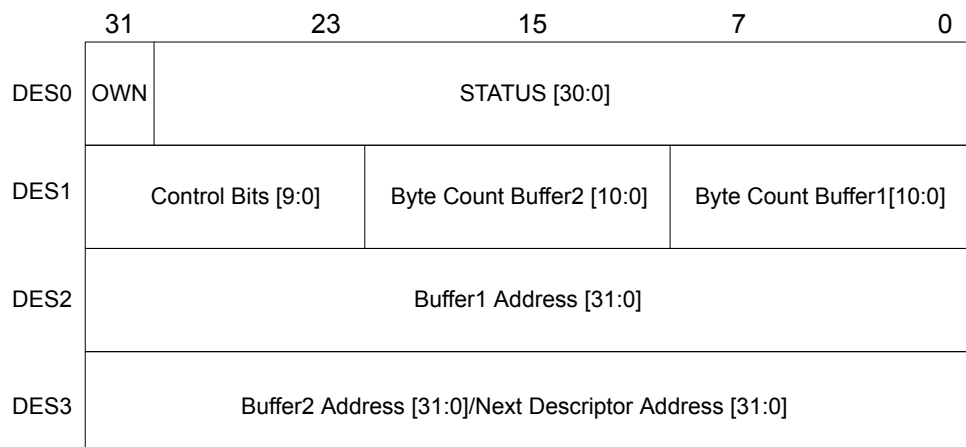 31 23 15 7 0
DES0 OWN STATUS [30:0]
DES1 Control Bits [9:0] Byte Count Buffer2 [10:0] Byte Count Buffer1[10:0]
DES2 Buffer1 Address [31:0]
DES3 Buffer2 Address [31:0]/Next Descriptor Address [31:0]